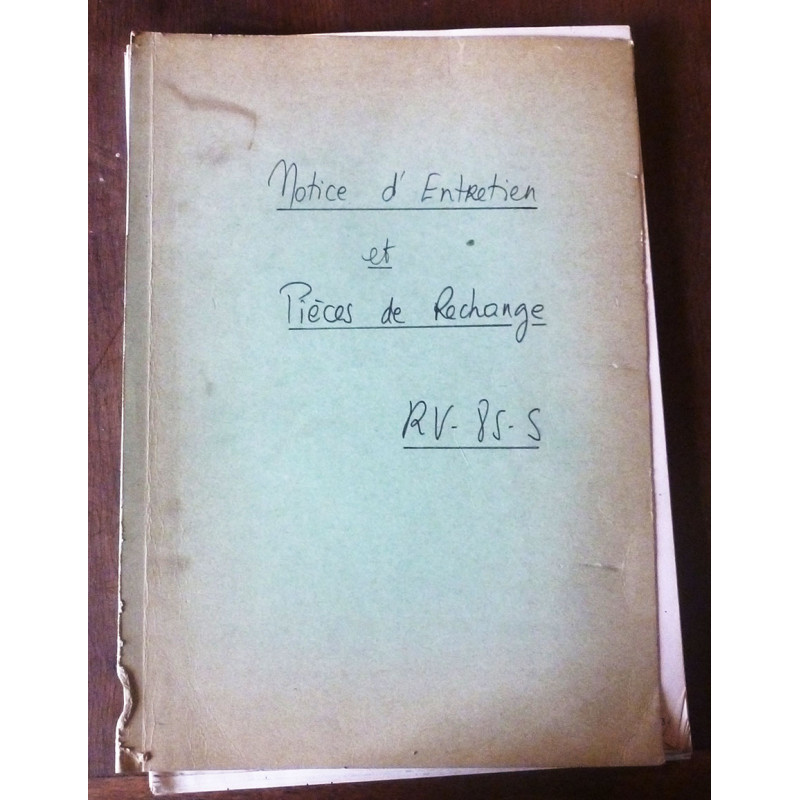 Notice d'Entretien
et
Pièces de Rechange
RV-85-S